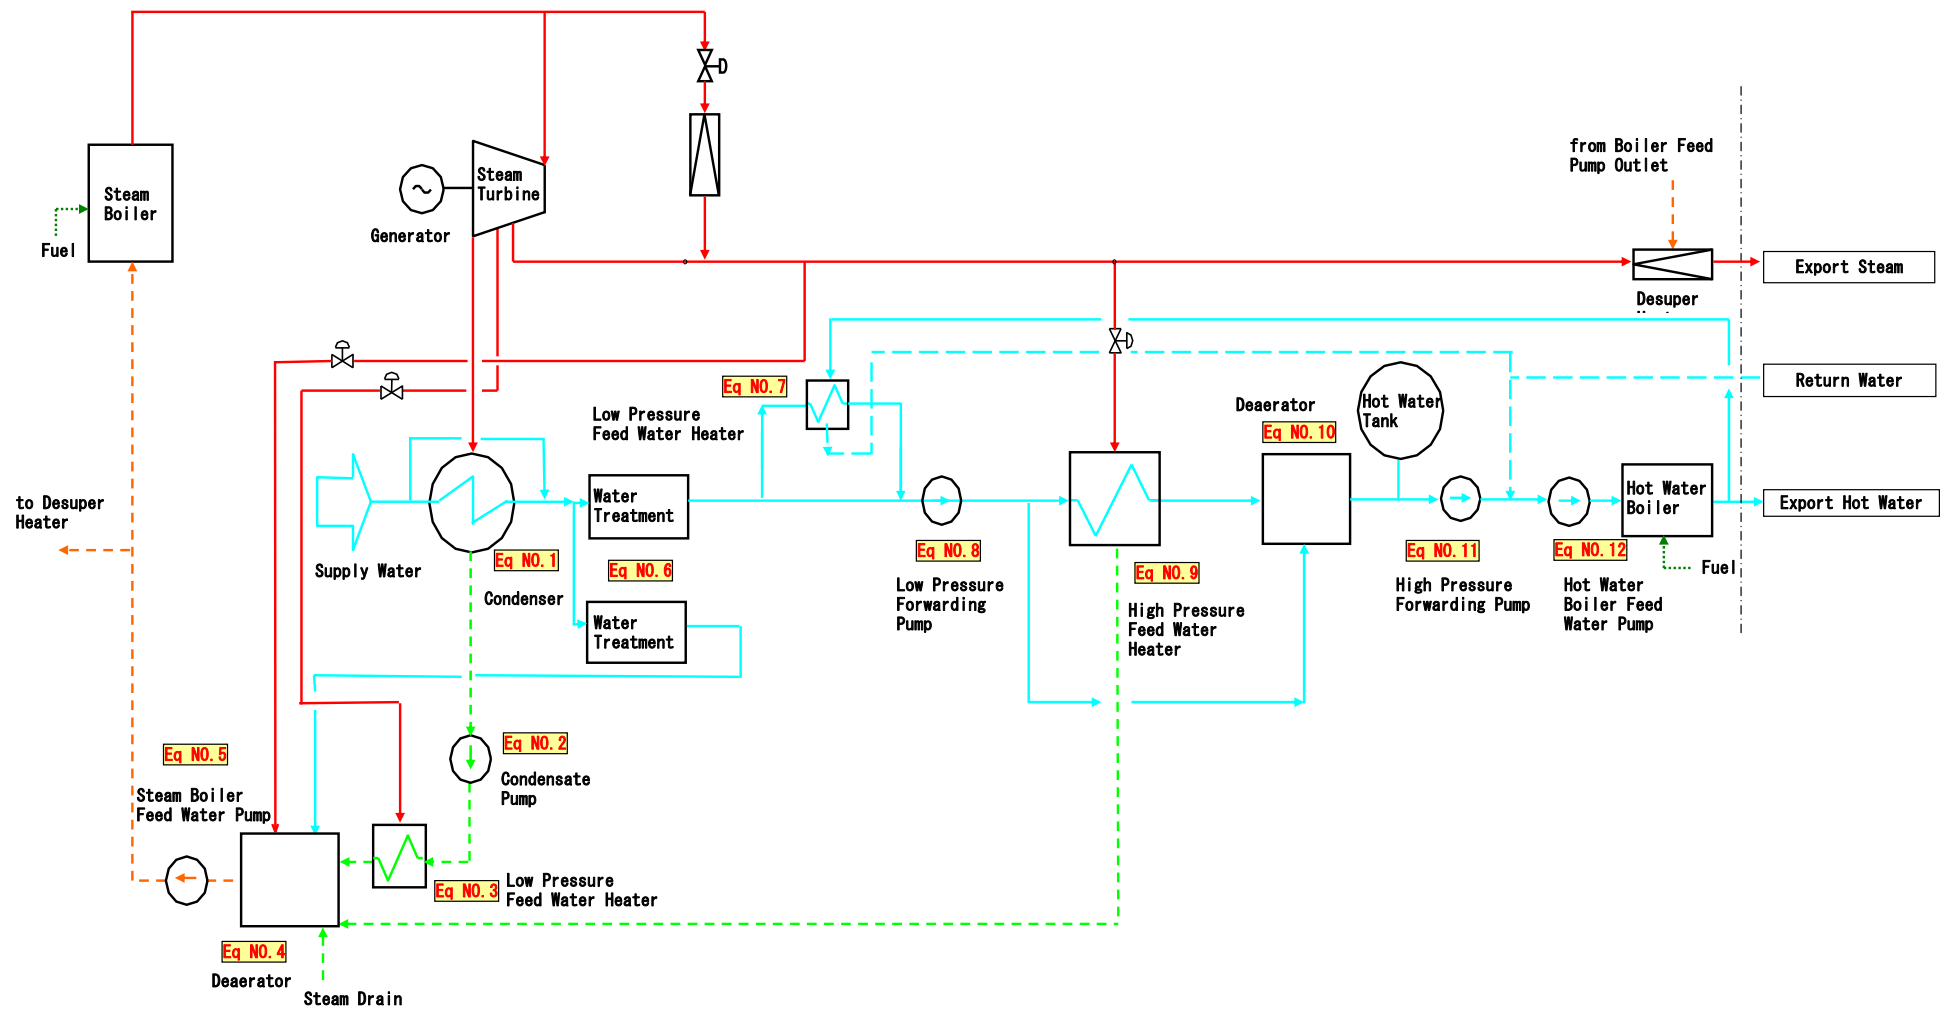 D
Steam
Boiler
Fuel
Steam
Turbine
Generator
from Boiler Feed
Pump Outlet
Export Steam
Desuper
Return Water
Eq NO.7
Low Pressure
Feed Water Heater
Deaerator
Eq NO.10
Hot Water
Tank
to Desuper
Heater
Supply Water
Eq NO.1
Condenser
Water
Treatment
Eq NO.6
Water
Treatment
Eq NO.8
Low Pressure
Forwarding
Pump
Eq NO.9
High Pressure
Feed Water
Heater
Eq NO.11
High Pressure
Forwarding Pump
Eq NO.12
Hot Water
Boiler Feed
Water Pump
Hot Water
Boiler
Fuel
Export Hot Water
Eq NO.5
Steam Boiler
Feed Water Pump
Eq NO.2
Condensate
Pump
Eq NO.3
Low Pressure
Feed Water Heater
Eq NO.4
Deaerator
Steam Drain